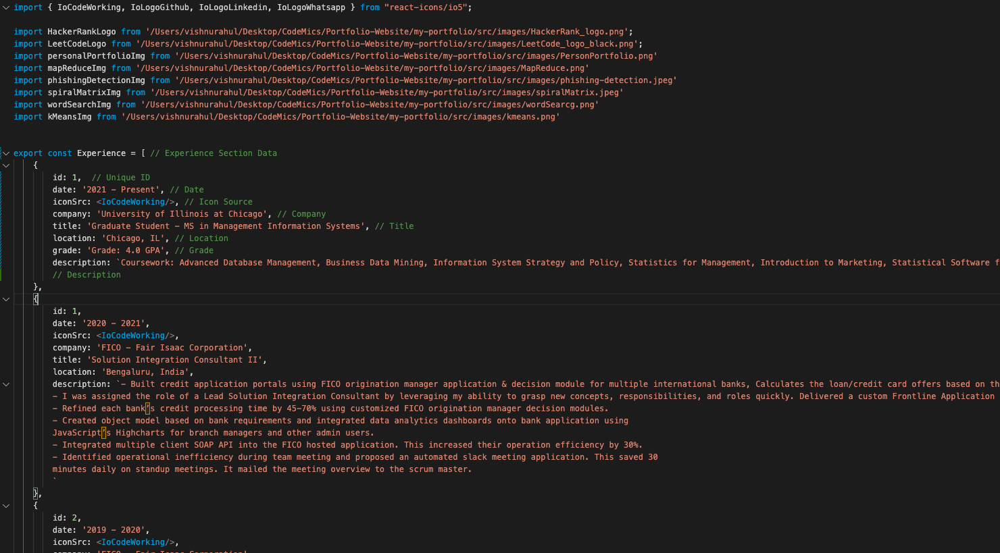 import { IoCodeWorking, IoLogoGithub, IoLogoLinkedin, IoLogoWhatsapp } from "react-icons/io5";
import HackerRankLogo from '/Users/vishnurahul/Desktop/CodeMics/Portfolio-Website/my-portfolio/src/images/HackerRank_logo.png';
import LeetCodeLogo from '/Users/vishnurahul/Desktop/CodeMics/Portfolio-Website/my-portfolio/src/images/LeetCode_logo_black.png';
import personalPortfolioImg from '/Users/vishnurahul/Desktop/CodeMics/Portfolio-Website/my-portfolio/src/images/PersonPortfolio.png'
import mapReduceImg from '/Users/vishnurahul/Desktop/CodeMics/Portfolio-Website/my-portfolio/src/images/MapReduce.png'
import phishingDetectionImg from '/Users/vishnurahul/Desktop/CodeMics/Portfolio-Website/my-portfolio/src/images/phishing-detection.jpeg'
import spiralMatrixImg from '/Users/vishnurahul/Desktop/CodeMics/Portfolio-Website/my-portfolio/src/images/spiralMatrix.jpeg'
import wordSearchImg from '/Users/vishnurahul/Desktop/CodeMics/Portfolio-Website/my-portfolio/src/images/wordSearcg.png'
import kMeansImg from '/Users/vishnurahul/Desktop/CodeMics/Portfolio-Website/my-portfolio/src/images/kmeans.png'
export const Experience = [ // Experience Section Data
{
id: 1,  // Unique ID
date: '2021 - Present', // Date
iconSrc: <IoCodeWorking/>, // Icon Source
company: 'University of Illinois at Chicago', // Company
title: 'Graduate Student - MS in Management Information Systems', // Title
location: 'Chicago, IL', // Location
grade: 'Grade: 4.0 GPA', // Grade
description: `Coursework: Advanced Database Management, Business Data Mining, Information System Strategy and Policy, Statistics for Management, Introduction to Marketing, Statistical Software f
// Description
},
{
id: 1,
date: '2020 - 2021',
iconSrc: <IoCodeWorking/>,
company: 'FICO - Fair Isaac Corporation',
title: 'Solution Integration Consultant II',
location: 'Bengaluru, India',
description: `- Built credit application portals using FICO origination manager application & decision module for multiple international banks, Calculates the loan/credit card offers based on th
- I was assigned the role of a Lead Solution Integration Consultant by leveraging my ability to grasp new concepts, responsibilities, and roles quickly. Delivered a custom Frontline Application
- Refined each bank’s credit processing time by 45-70% using customized FICO origination manager decision modules.
- Created object model based on bank requirements and integrated data analytics dashboards onto bank application using
JavaScript’s Highcharts for branch managers and other admin users.
- Integrated multiple client SOAP API into the FICO hosted application. This increased their operation efficiency by 30%.
- Identified operational inefficiency during team meeting and proposed an automated slack meeting application. This saved 30
minutes daily on standup meetings. It mailed the meeting overview to the scrum master.
`
},
{
id: 2,
date: '2019 - 2020',
iconSrc: <IoCodeWorking/>,
company: 'FICO - Fair Isaac Corporation'